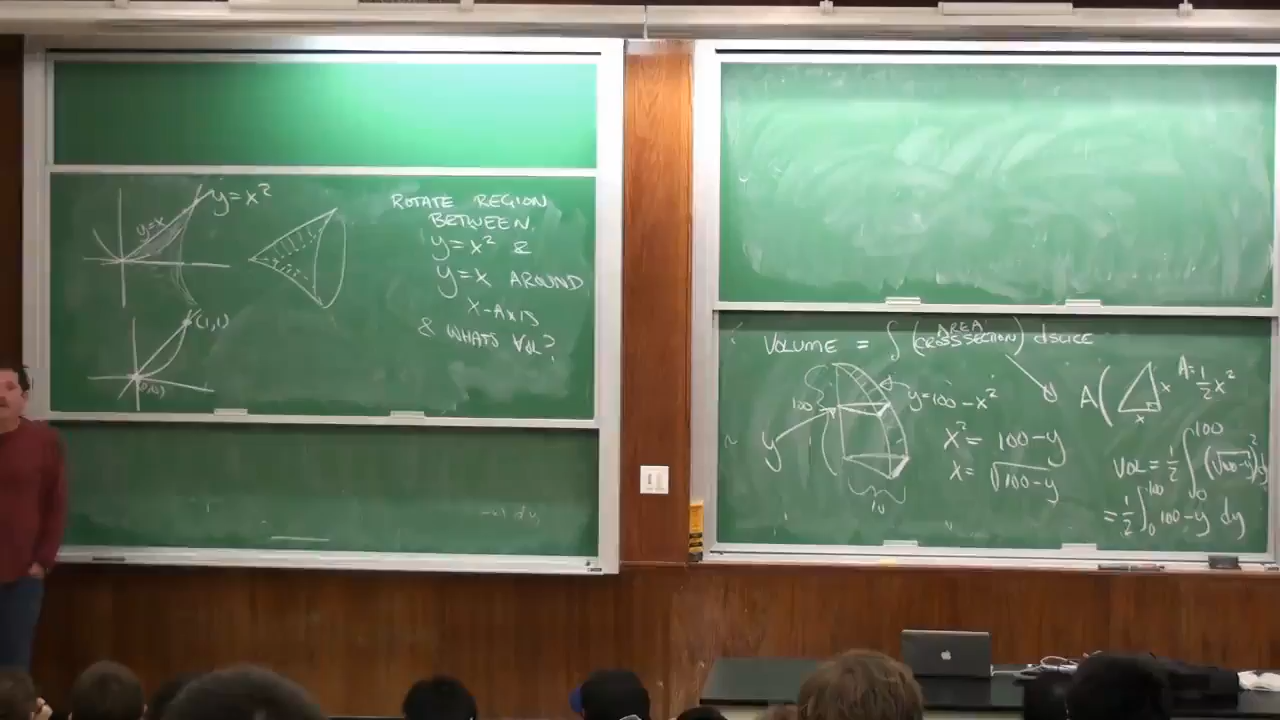 y=x²
y=x
(1,1)
(0,0)
ROTATE REGION
BETWEEN
y=x² &
y=x AROUND
X-AXIS
& WHATS VOL?
VOLUME = ∫ (AREA CROSS SECTION) dSLICE
100
y=100-x²
y
10
x² = 100-y
x = √100-y
A(
x
x
A=½x²
VOL = ½ ∫₀¹⁰⁰ (√100-y)² dy
= ½ ∫₀¹⁰⁰ 100-y dy